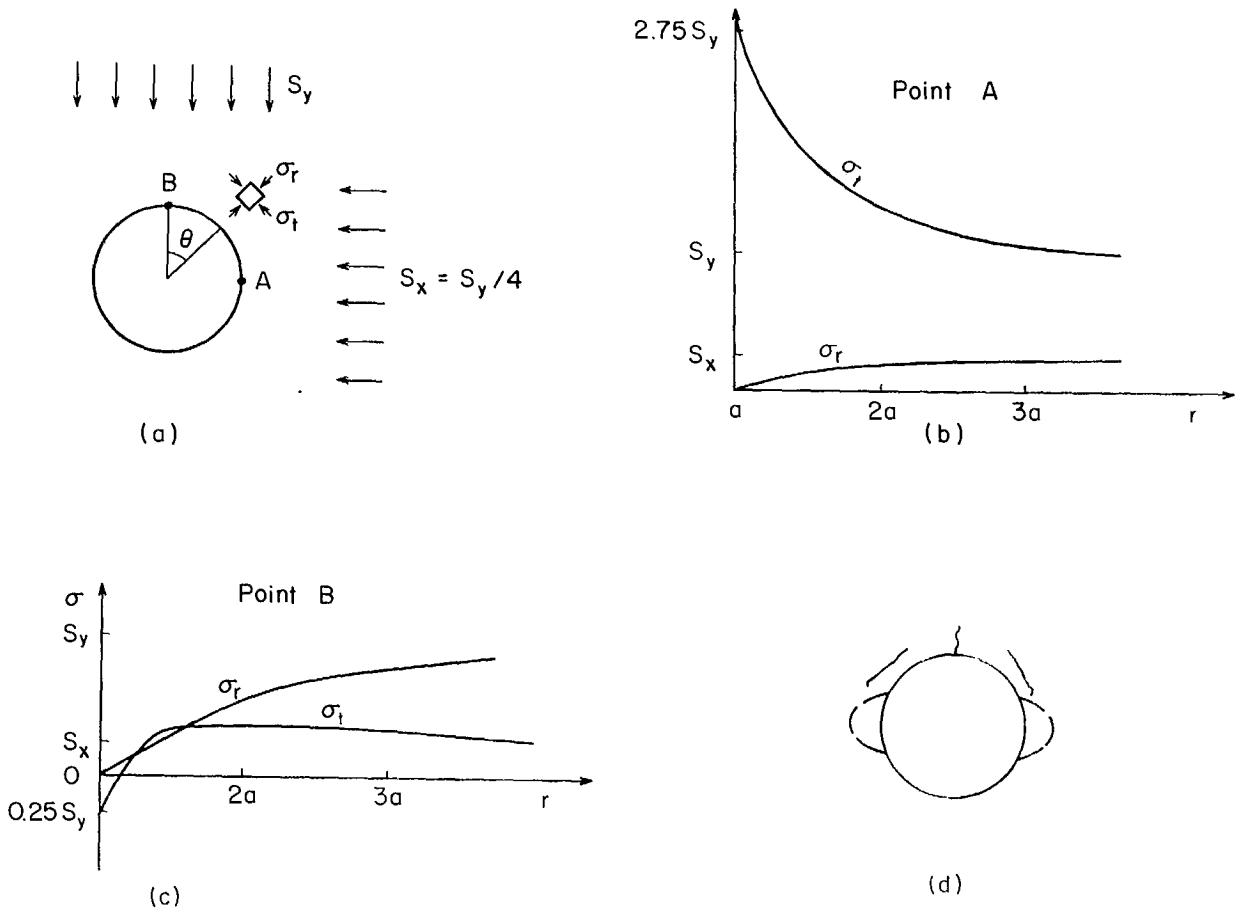 S_y
B
σ_r
σ_t
θ
A
S_x = S_y/4
(a)
2.75 S_y
Point A
σ_t
S_y
S_x
σ_r
a
2a
3a
r
(b)
σ
Point B
S_y
σ_r
σ_t
S_x
O
2a
3a
r
0.25 S_y
(c)
(d)